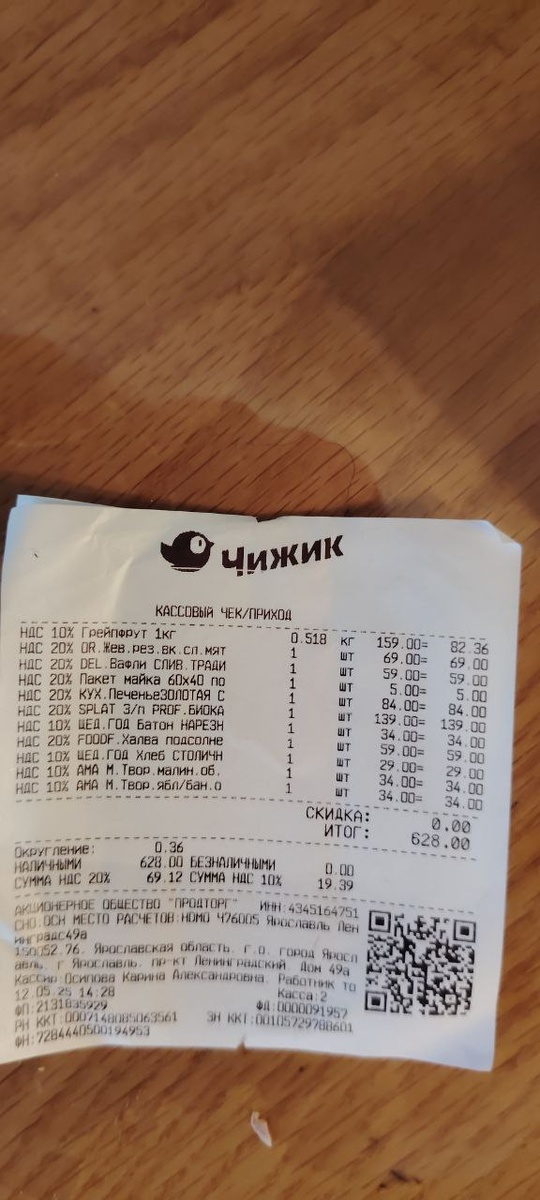 Чижик
КАССОВЫЙ ЧЕК/ПРИХОД
НДС 10% Грейпфрут 1кг 0.518 кг 159.00= 82.36
НДС 20% OR.Жев.рез.вк.сл.мят 1 шт 69.00= 69.00
НДС 20% DEL.Вафли СЛИВ.ТРАДИ 1 шт 59.00= 59.00
НДС 20% Пакет майка 60x40 по 1 шт 5.00= 5.00
НДС 20% КУХ.ПеченьеЗОЛОТАЯ С 1 шт 84.00= 84.00
НДС 20% SPLAT З/п PROF.БИОКА 1 шт 139.00= 139.00
НДС 10% ЩЕД.ГОД Батон НАРЕЗН 1 шт 34.00= 34.00
НДС 20% FOODF.Халва подсолне 1 шт 59.00= 59.00
НДС 10% ЩЕД.ГОД Хлеб СТОЛИЧН 1 шт 29.00= 29.00
НДС 10% АМА М.Твор.малин.об. 1 шт 34.00= 34.00
НДС 10% АМА М.Твор.ябл/бан.о 1 шт 34.00= 34.00
СКИДКА: 0.00
ИТОГ: 628.00
Округление: 0.36
НАЛИЧНЫМИ 628.00 БЕЗНАЛИЧНЫМИ 0.00
СУММА НДС 20% 69.12 СУММА НДС 10% 19.39
АКЦИОНЕРНОЕ ОБЩЕСТВО "ПРОДТОРГ" ИНН:4345164751
СНО:ОСН МЕСТО РАСЧЕТОВ:HDMO Ч76005 Ярославль Лен
инградс49а
150052.76. Ярославская область. г.о. город Яросл
авль. г Ярославль. пр-кт Ленинградский. Дом 49а
Кассир:Осипова Карина Александровна. Работник то
12.05.25 14:28 Касса:2
ФП:2131835929 ФД:0000091957
РН ККТ:0007148085063561 ЗН ККТ:00105729788601
ФН:7284440500194953